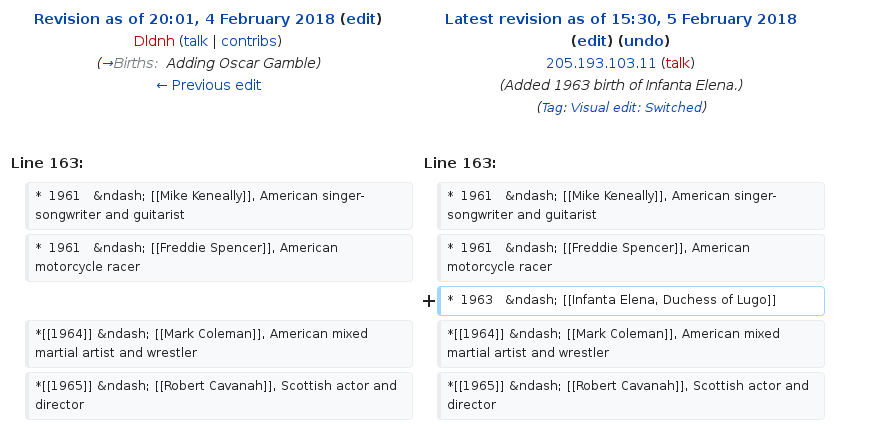 Revision as of 20:01, 4 February 2018 (edit)
Dldnh (talk | contribs)
(→Births: Adding Oscar Gamble)
← Previous edit
Latest revision as of 15:30, 5 February 2018
(edit) (undo)
205.193.103.11 (talk)
(Added 1963 birth of Infanta Elena.)
(Tag: Visual edit: Switched)
Line 163:
Line 163:
* 1961 &ndash; [[Mike Keneally]], American singer-
songwriter and guitarist
* 1961 &ndash; [[Mike Keneally]], American singer-
songwriter and guitarist
* 1961 &ndash; [[Freddie Spencer]], American
motorcycle racer
* 1961 &ndash; [[Freddie Spencer]], American
motorcycle racer
+ * 1963 &ndash; [[Infanta Elena, Duchess of Lugo]]
*[[1964]] &ndash; [[Mark Coleman]], American mixed
martial artist and wrestler
*[[1964]] &ndash; [[Mark Coleman]], American mixed
martial artist and wrestler
*[[1965]] &ndash; [[Robert Cavanah]], Scottish actor and
director
*[[1965]] &ndash; [[Robert Cavanah]], Scottish actor and
director